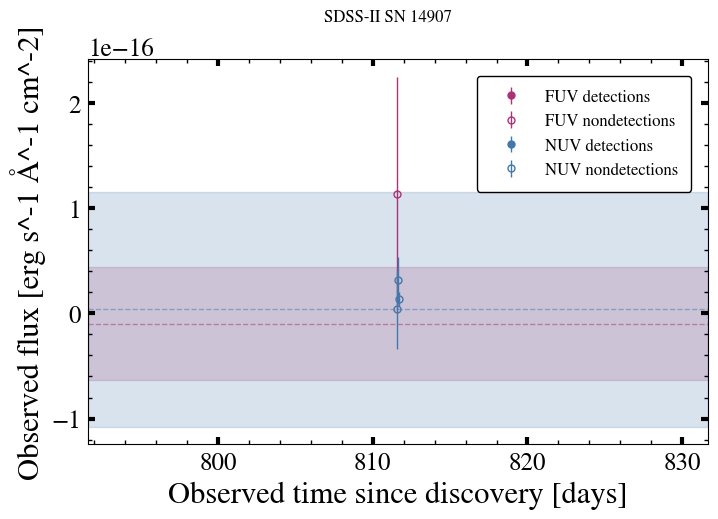 SDSS-II SN 14907
1e−16
Observed flux [erg s^-1 Å^-1 cm^-2]
2
1
0
−1
FUV detections
FUV nondetections
NUV detections
NUV nondetections
800
810
820
830
Observed time since discovery [days]